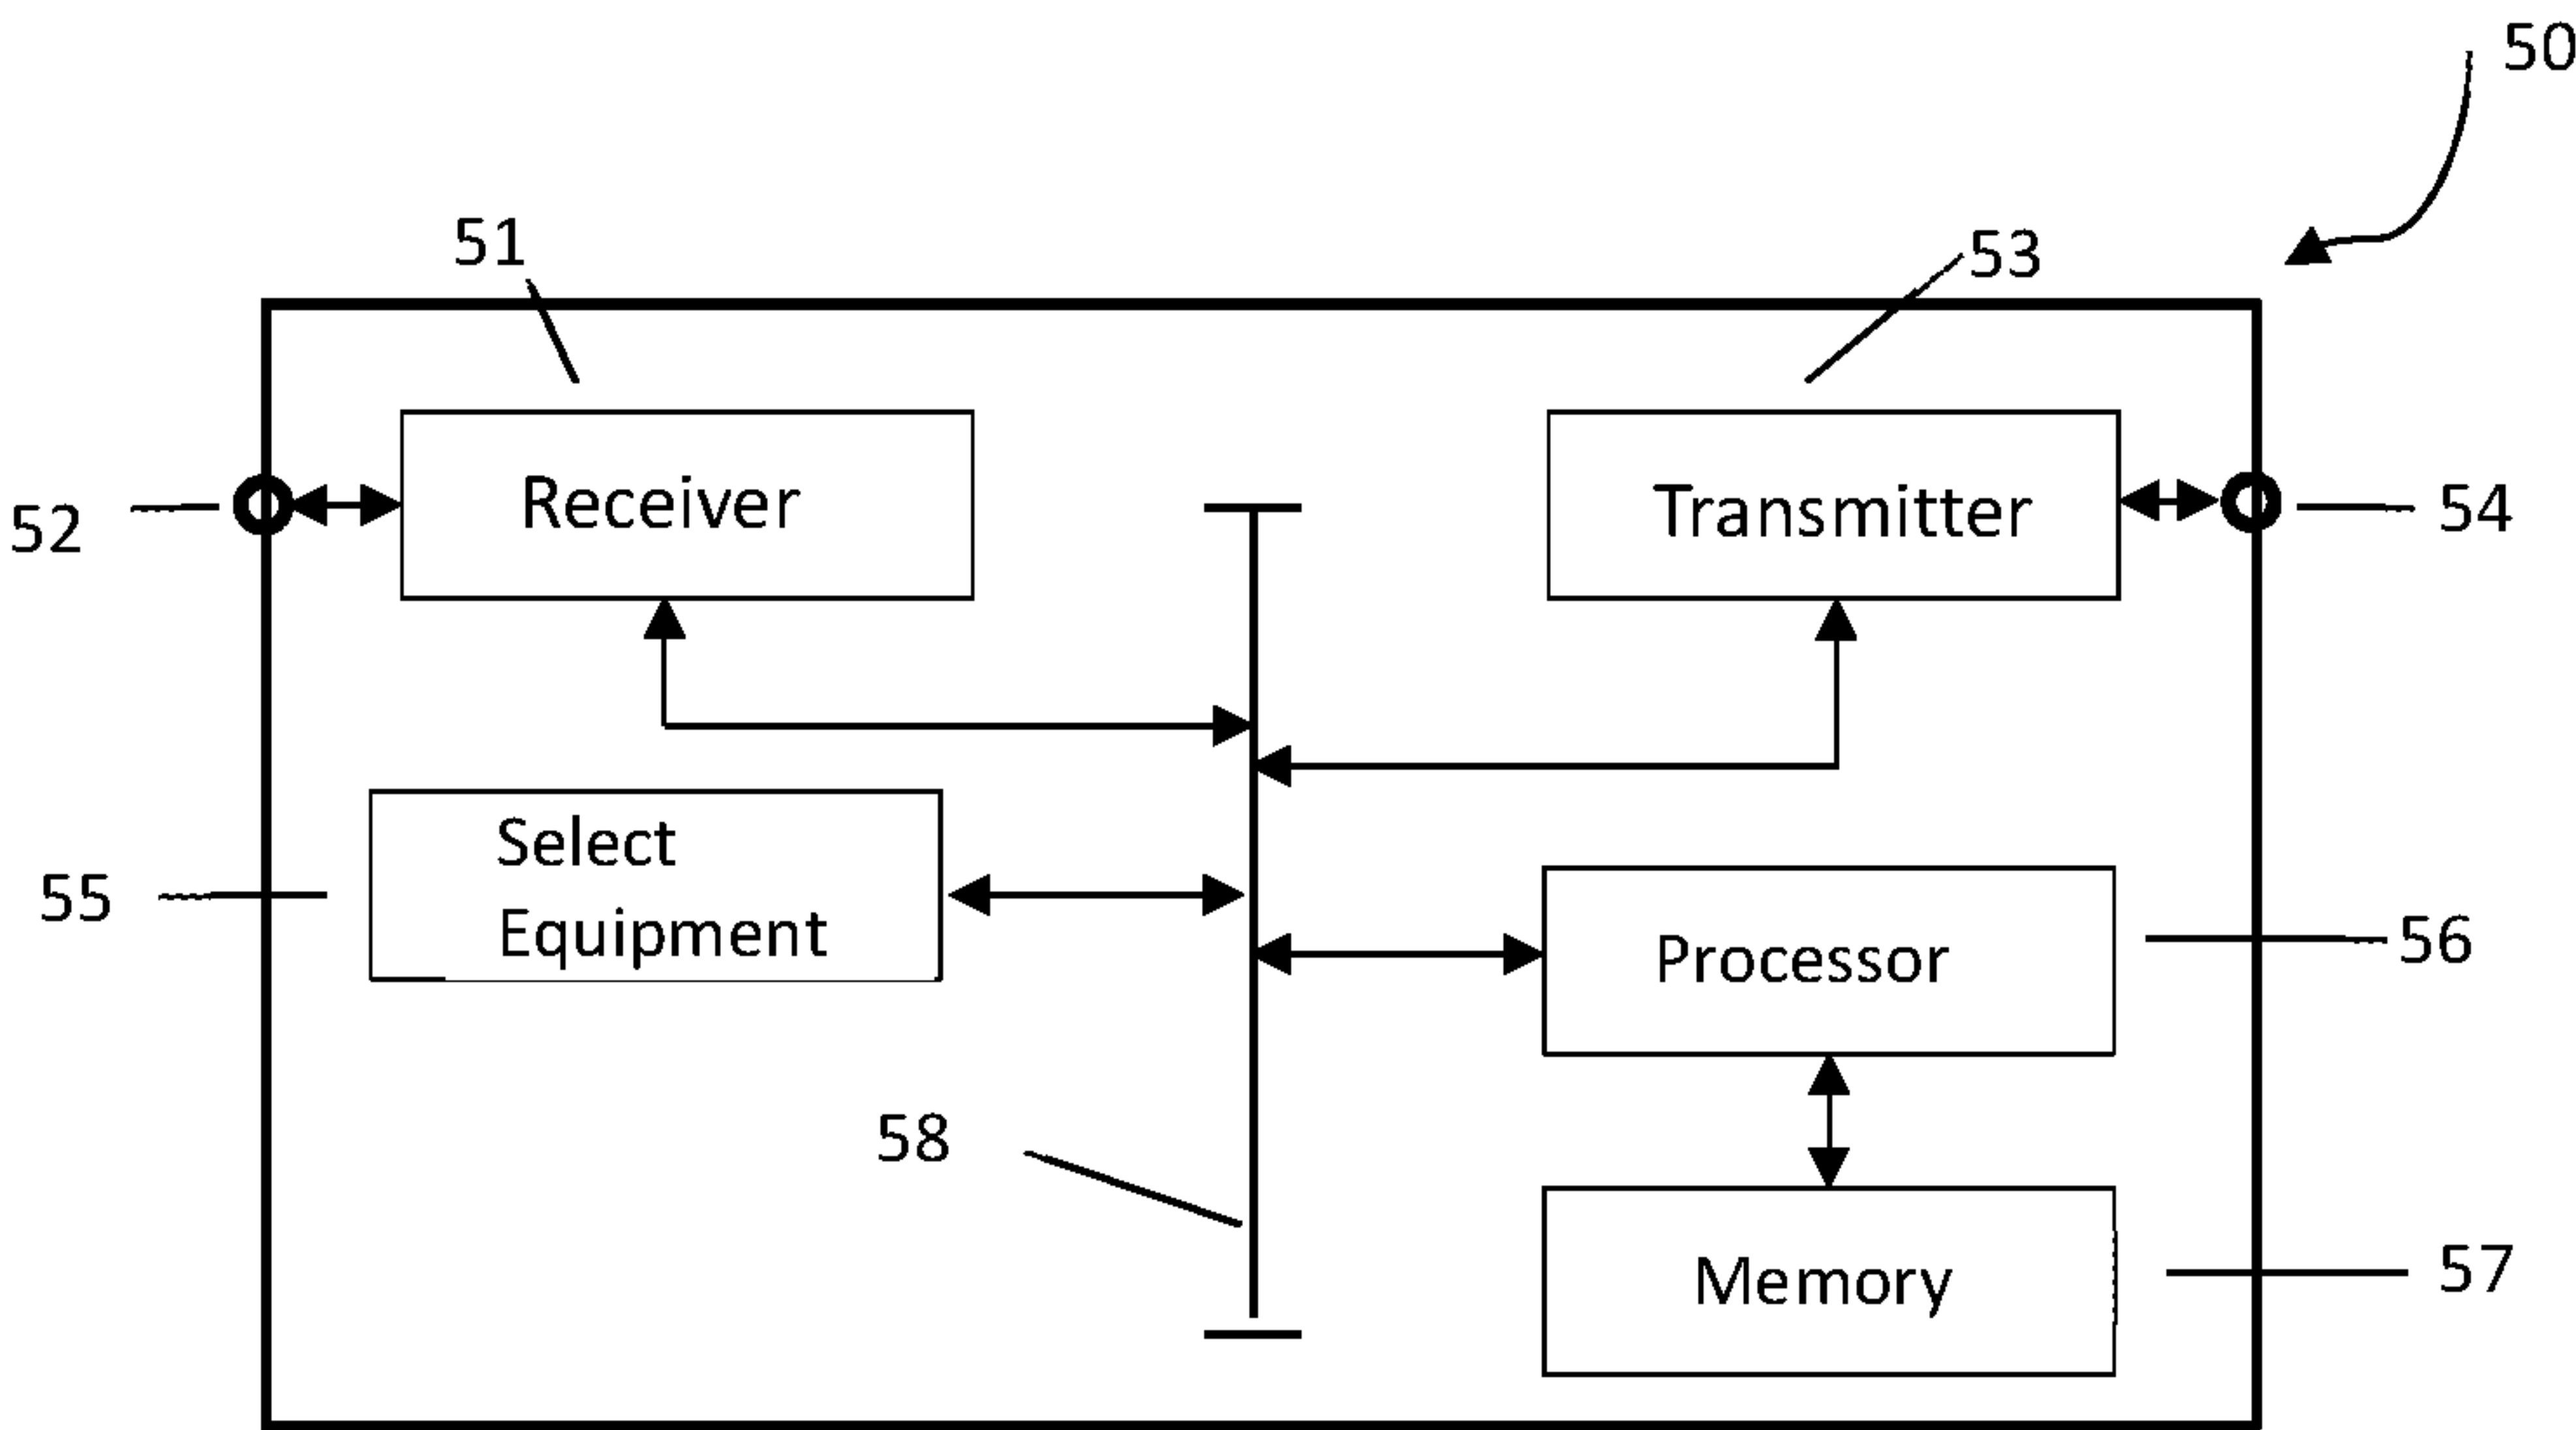 50
51
53
Receiver
Transmitter
52
54
Select
Equipment
55
Processor
56
58
Memory
57